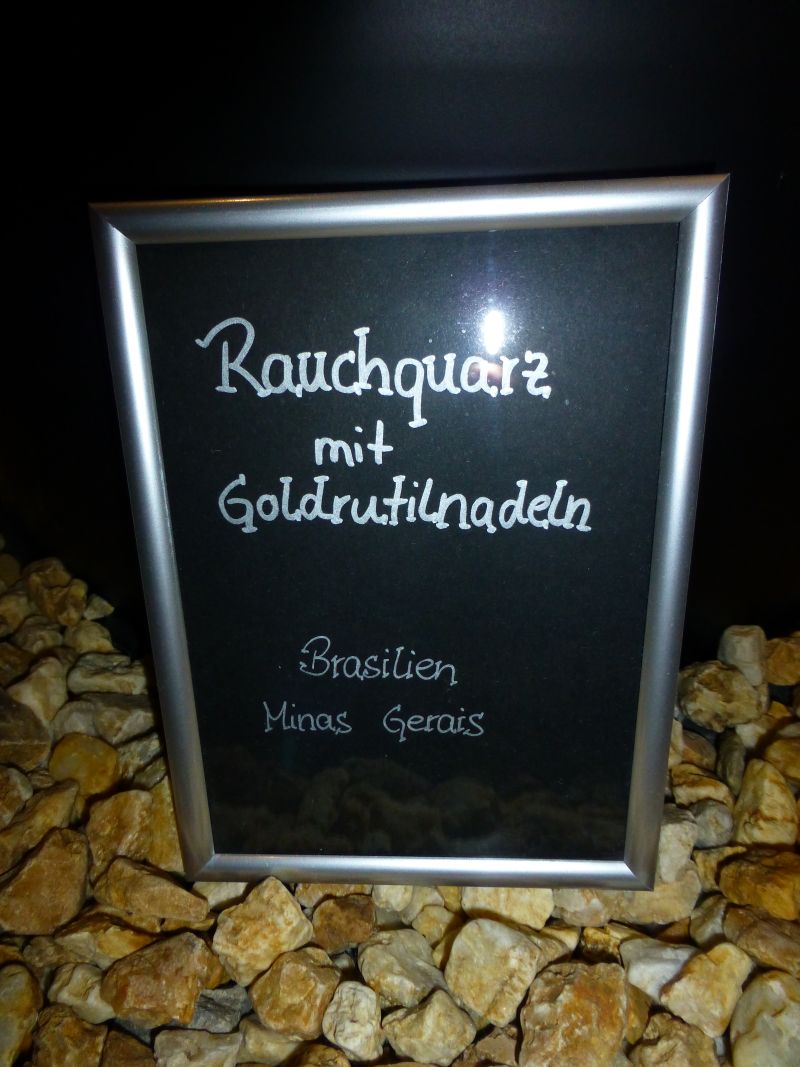 Rauchquarz
mit
Goldrutilnadeln
Brasilien
Minas Gerais